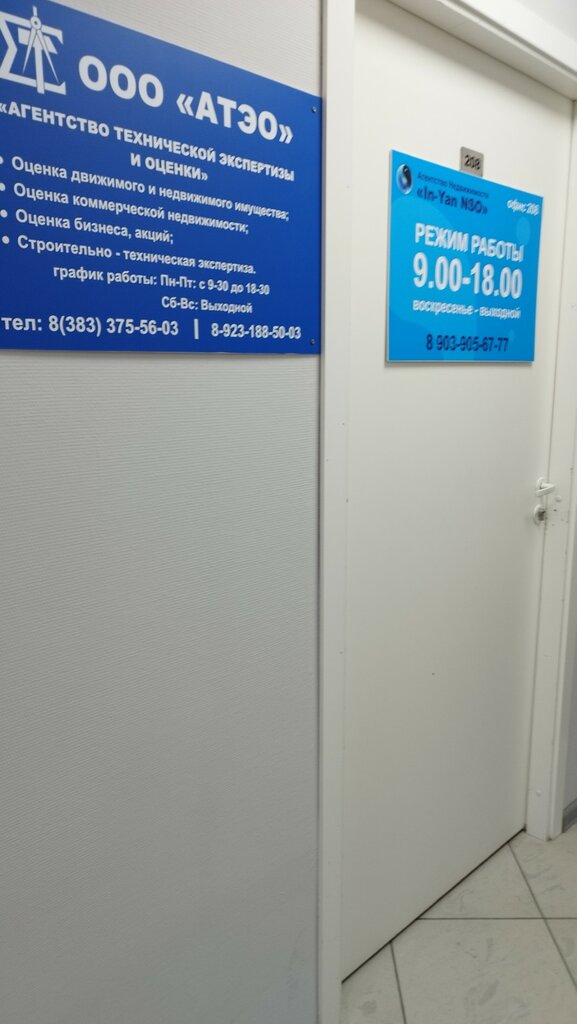 ООО «АТЭО»
«АГЕНТСТВО ТЕХНИЧЕСКОЙ ЭКСПЕРТИЗЫ
И ОЦЕНКИ»
• Оценка движимого и недвижимого имущества;
• Оценка коммерческой недвижимости;
• Оценка бизнеса, акций;
• Строительно - техническая экспертиза.
график работы: Пн-Пт: с 9-30 до 18-30
Сб-Вс: Выходной
тел: 8(383) 375-56-03 | 8-923-188-50-03
208
Агентство Недвижимости
«In-Yan NSO»
офис 208
РЕЖИМ РАБОТЫ
9.00-18.00
воскресенье - выходной
8 903-905-67-77